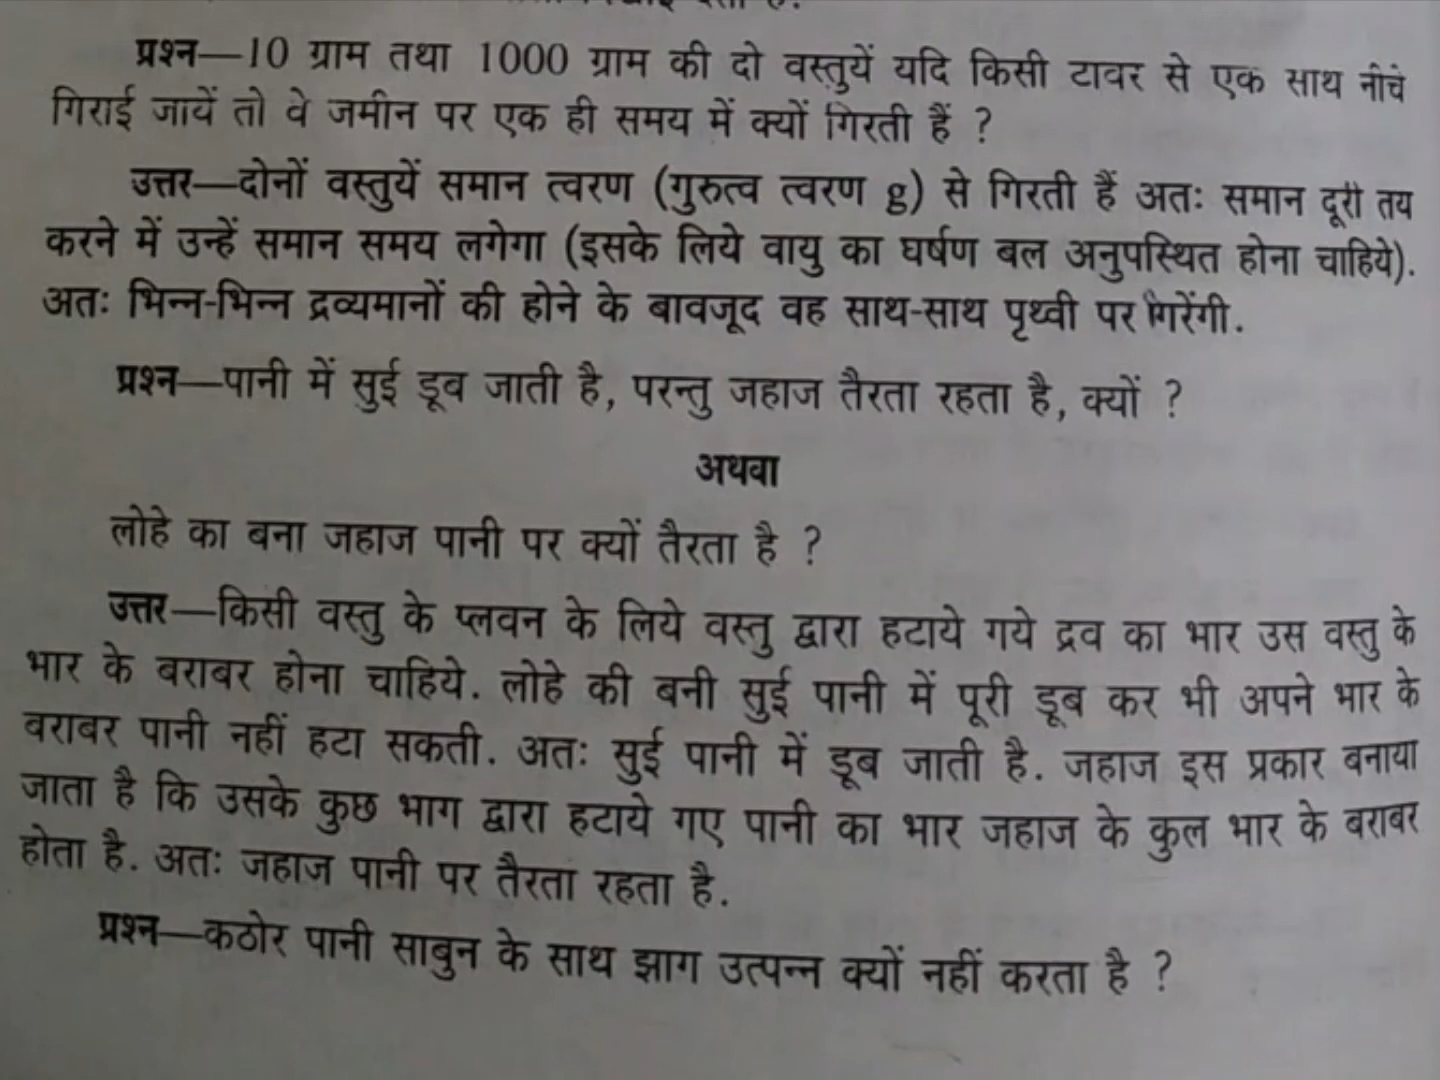 प्रश्न—10 ग्राम तथा 1000 ग्राम की दो वस्तुयें यदि किसी टावर से एक साथ नीचे
गिराई जायें तो वे जमीन पर एक ही समय में क्यों गिरती हैं ?
उत्तर—दोनों वस्तुयें समान त्वरण (गुरुत्व त्वरण g) से गिरती हैं अतः समान दूरी तय
करने में उन्हें समान समय लगेगा (इसके लिये वायु का घर्षण बल अनुपस्थित होना चाहिये).
अतः भिन्न-भिन्न द्रव्यमानों की होने के बावजूद वह साथ-साथ पृथ्वी पर गिरेंगी.
प्रश्न—पानी में सुई डूब जाती है, परन्तु जहाज तैरता रहता है, क्यों ?
अथवा
लोहे का बना जहाज पानी पर क्यों तैरता है ?
उत्तर—किसी वस्तु के प्लवन के लिये वस्तु द्वारा हटाये गये द्रव का भार उस वस्तु के
भार के बराबर होना चाहिये. लोहे की बनी सुई पानी में पूरी डूब कर भी अपने भार के
बराबर पानी नहीं हटा सकती. अतः सुई पानी में डूब जाती है. जहाज इस प्रकार बनाया
जाता है कि उसके कुछ भाग द्वारा हटाये गए पानी का भार जहाज के कुल भार के बराबर
होता है. अतः जहाज पानी पर तैरता रहता है.
प्रश्न—कठोर पानी साबुन के साथ झाग उत्पन्न क्यों नहीं करता है ?